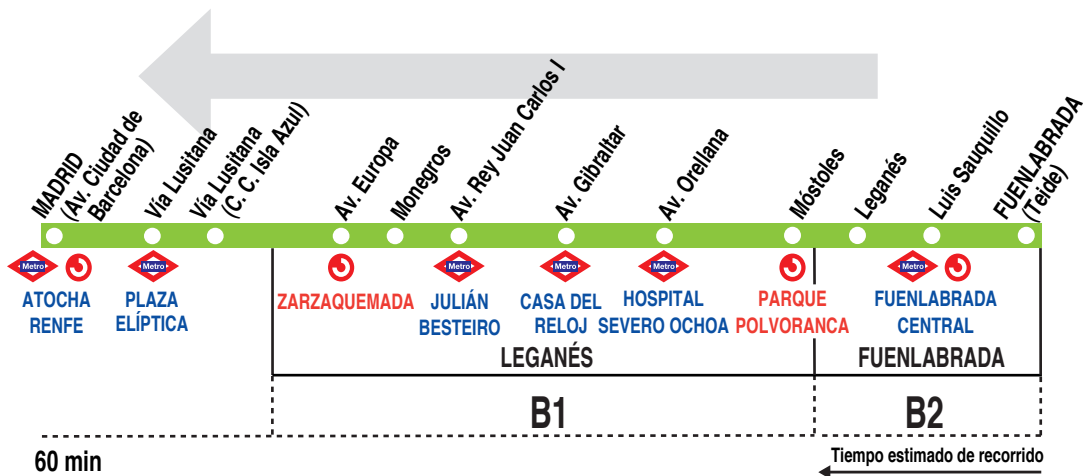 MADRID
(Av. Ciudad de
Barcelona)
Vía Lusitana
Vía Lusitana
(C. C. Isla Azul)
Av. Europa
Monegros
Av. Rey Juan Carlos I
Av. Gibraltar
Av. Orellana
Móstoles
Leganés
Luis Sauquillo
FUENLABRADA
(Teide)
Metro
Metro
Metro
Metro
Metro
Metro
ATOCHA
RENFE
PLAZA
ELÍPTICA
ZARZAQUEMADA
JULIÁN
BESTEIRO
CASA DEL
RELOJ
HOSPITAL
SEVERO OCHOA
PARQUE
POLVORANCA
FUENLABRADA
CENTRAL
LEGANÉS
FUENLABRADA
B1
B2
60 min
Tiempo estimado de recorrido